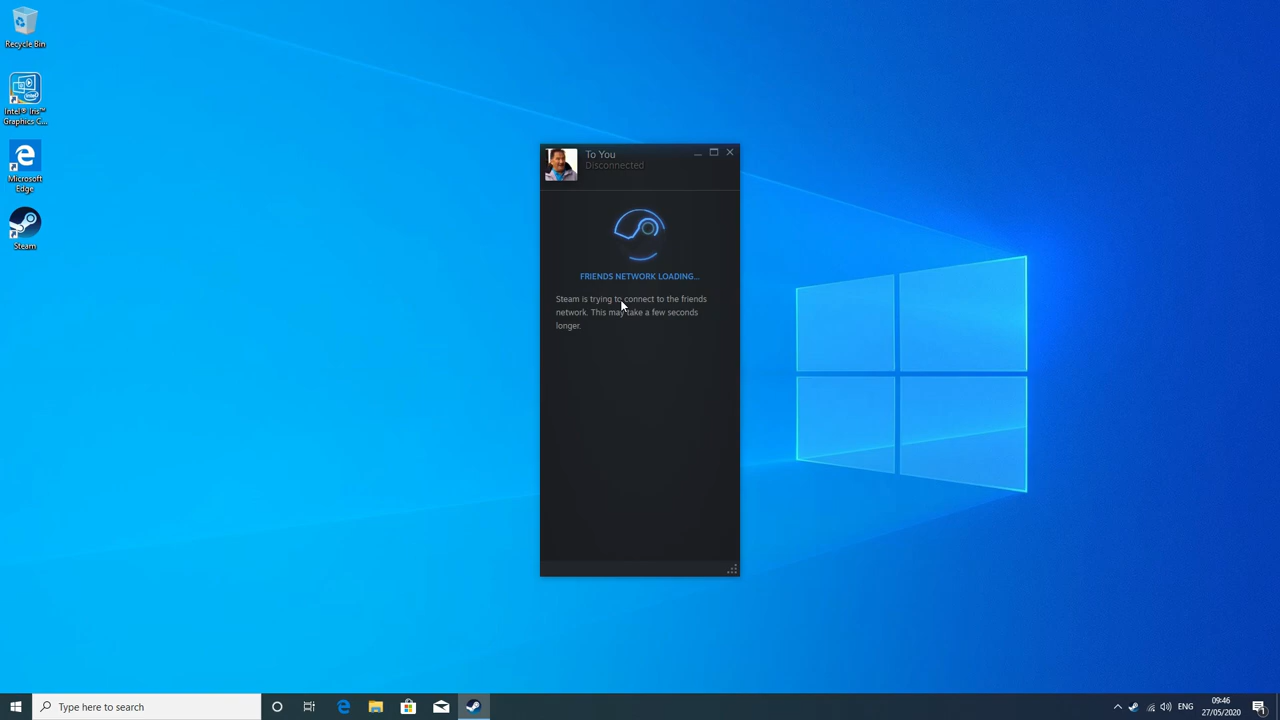 Recycle Bin
Intel® Iris™
Graphics C...
Microsoft
Edge
Steam
To You
Disconnected
FRIENDS NETWORK LOADING...
Steam is trying to connect to the friends
network. This may take a few seconds
longer.
Type here to search
ENG
09:46
27/05/2020
1